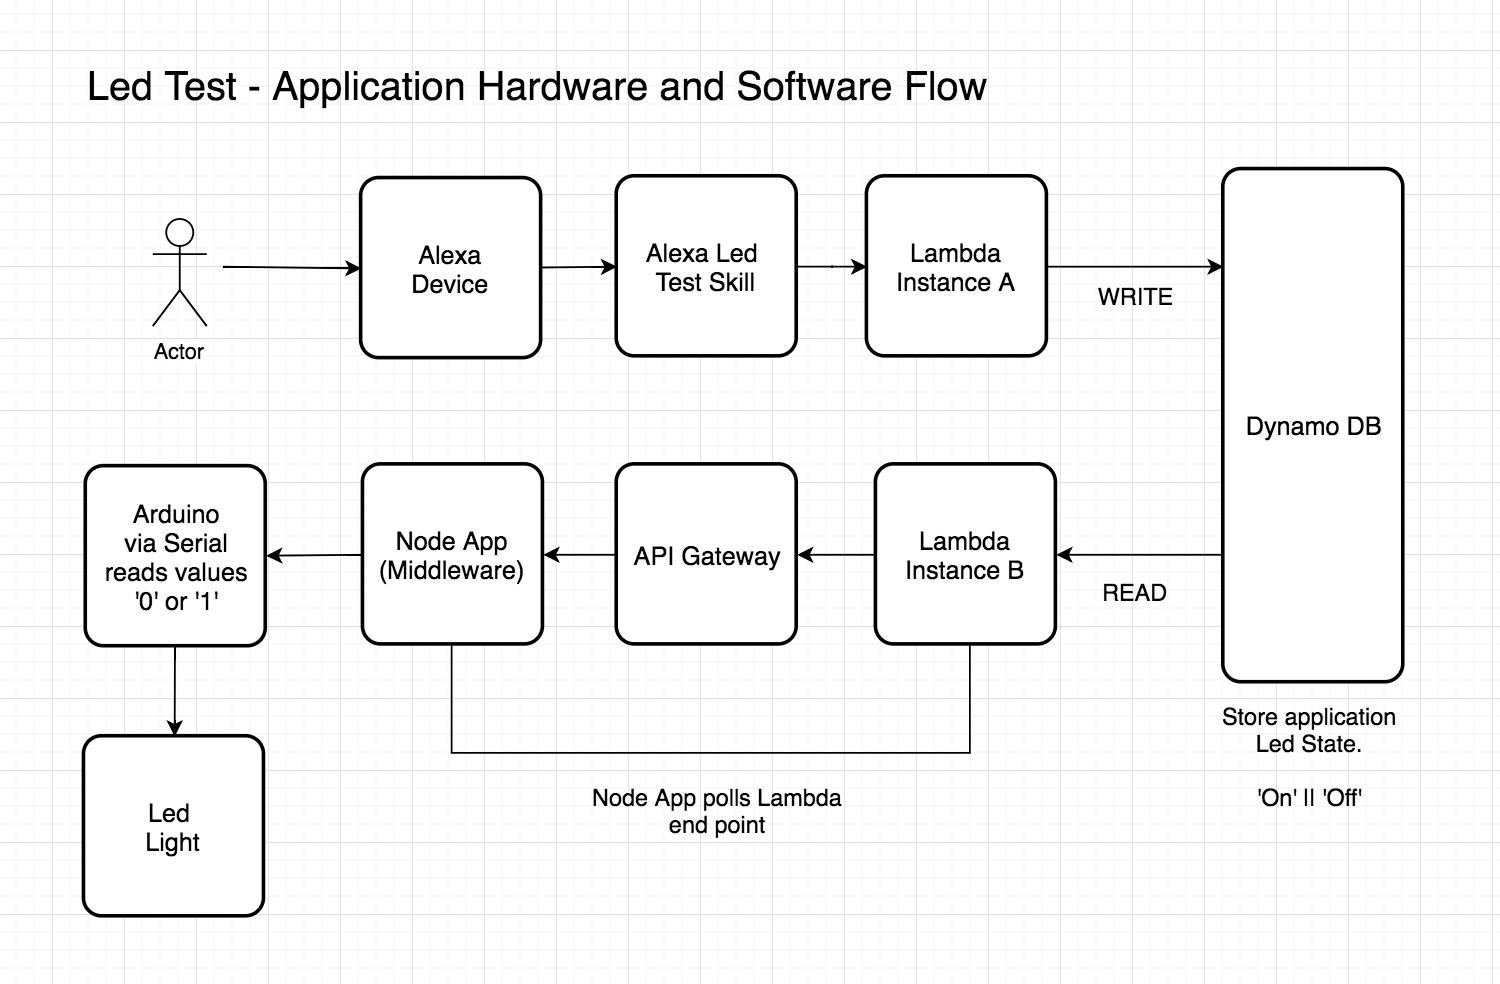 Led Test - Application Hardware and Software Flow
Actor
Alexa
Device
Alexa Led
Test Skill
Lambda
Instance A
WRITE
Dynamo DB
Arduino
via Serial
reads values
'0' or '1'
Node App
(Middleware)
API Gateway
Lambda
Instance B
READ
Store application
Led State.
'On' || 'Off'
Node App polls Lambda
end point
Led
Light